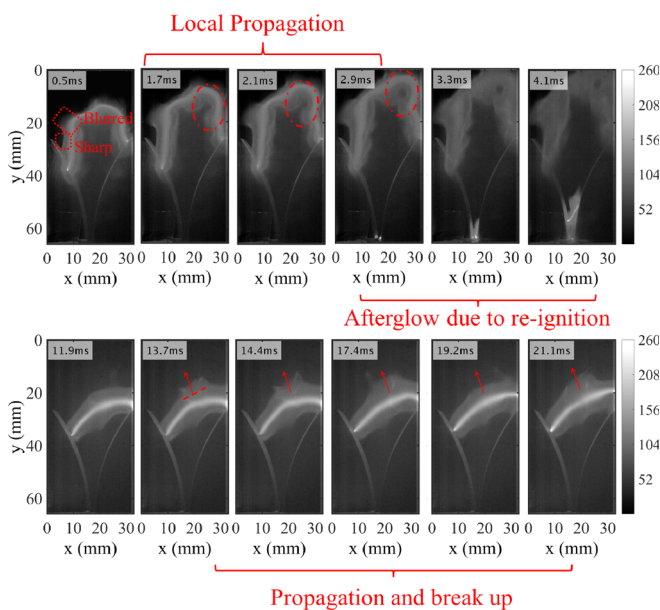 Local Propagation
0.5ms 1.7ms 2.1ms 2.9ms 3.3ms 4.1ms
Blurred
Sharp
0
20
40
60
y (mm)
260
208
156
104
52
0 10 20 30 0 10 20 30 0 10 20 30 0 10 20 30 0 10 20 30 0 10 20 30
x (mm) x (mm) x (mm) x (mm) x (mm) x (mm)
Afterglow due to re-ignition
11.9ms 13.7ms 14.4ms 17.4ms 19.2ms 21.1ms
0
20
40
60
y (mm)
260
208
156
104
52
0 10 20 30 0 10 20 30 0 10 20 30 0 10 20 30 0 10 20 30 0 10 20 30
x (mm) x (mm) x (mm) x (mm) x (mm) x (mm)
Propagation and break up